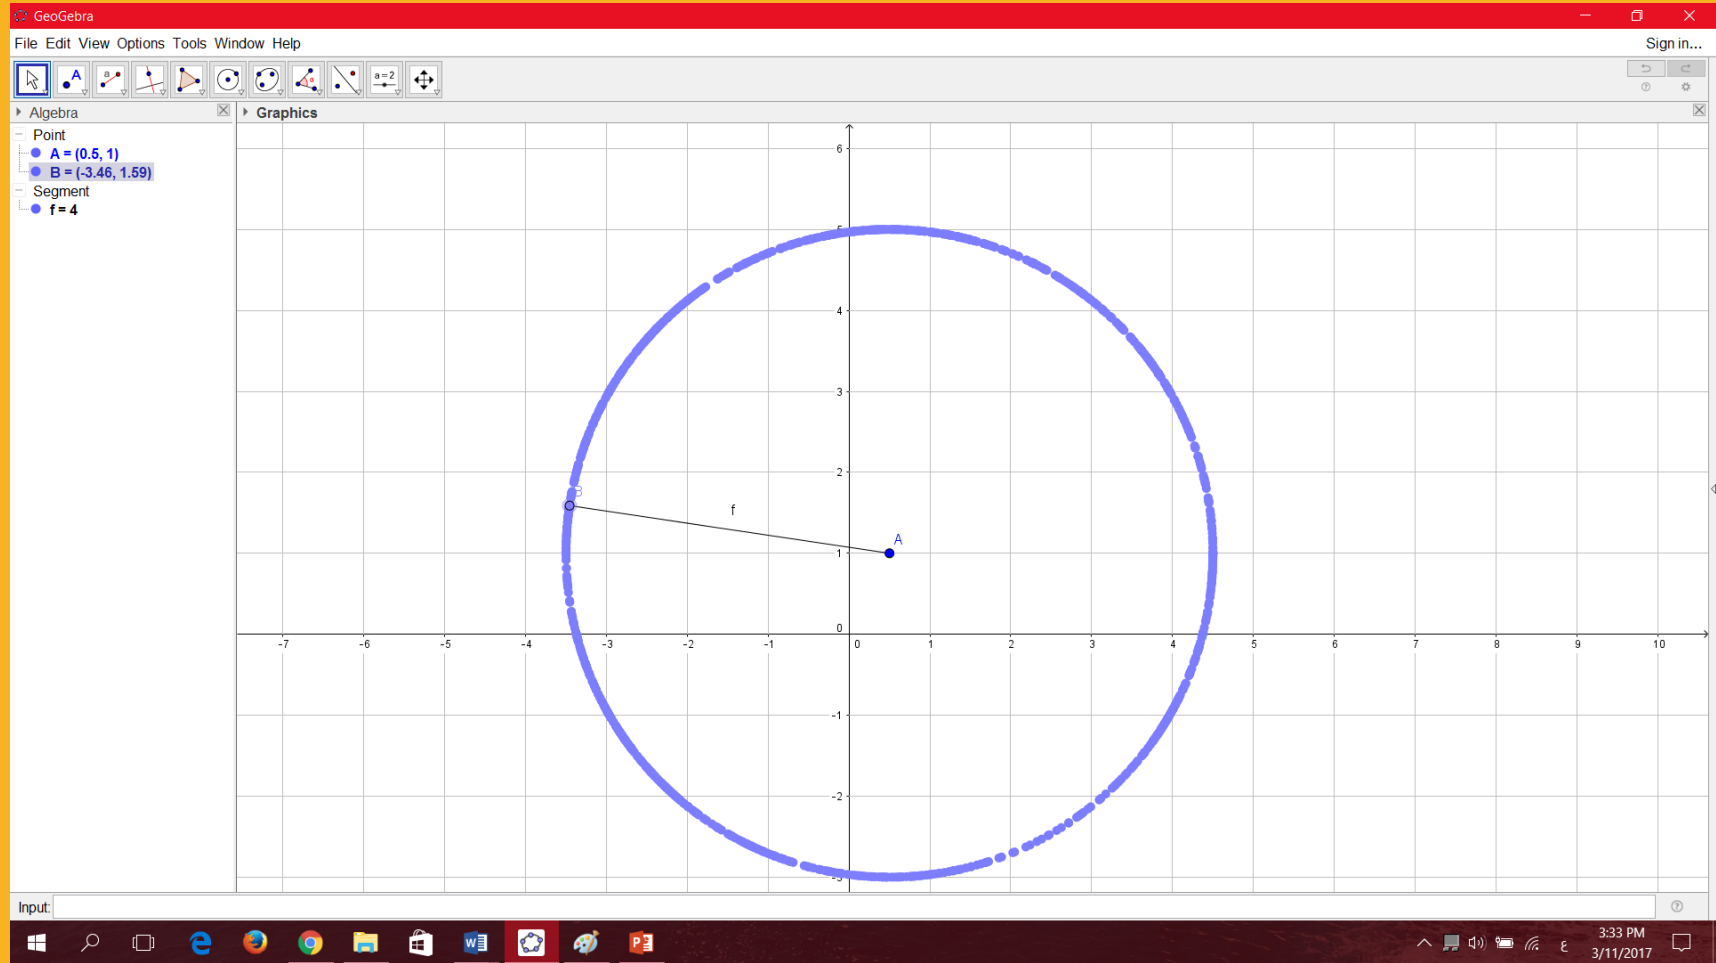 GeoGebra
File Edit View Options Tools Window Help
Sign in...
A
a
α
a=2
Algebra
Graphics
Point
A = (0.5, 1)
B = (-3.46, 1.59)
Segment
f = 4
6
5
4
3
2
1
0
-1
-2
-3
-7 -6 -5 -4 -3 -2 -1 0 1 2 3 4 5 6 7 8 9 10
B
f
A
Input:
ع
3:33 PM
3/11/2017